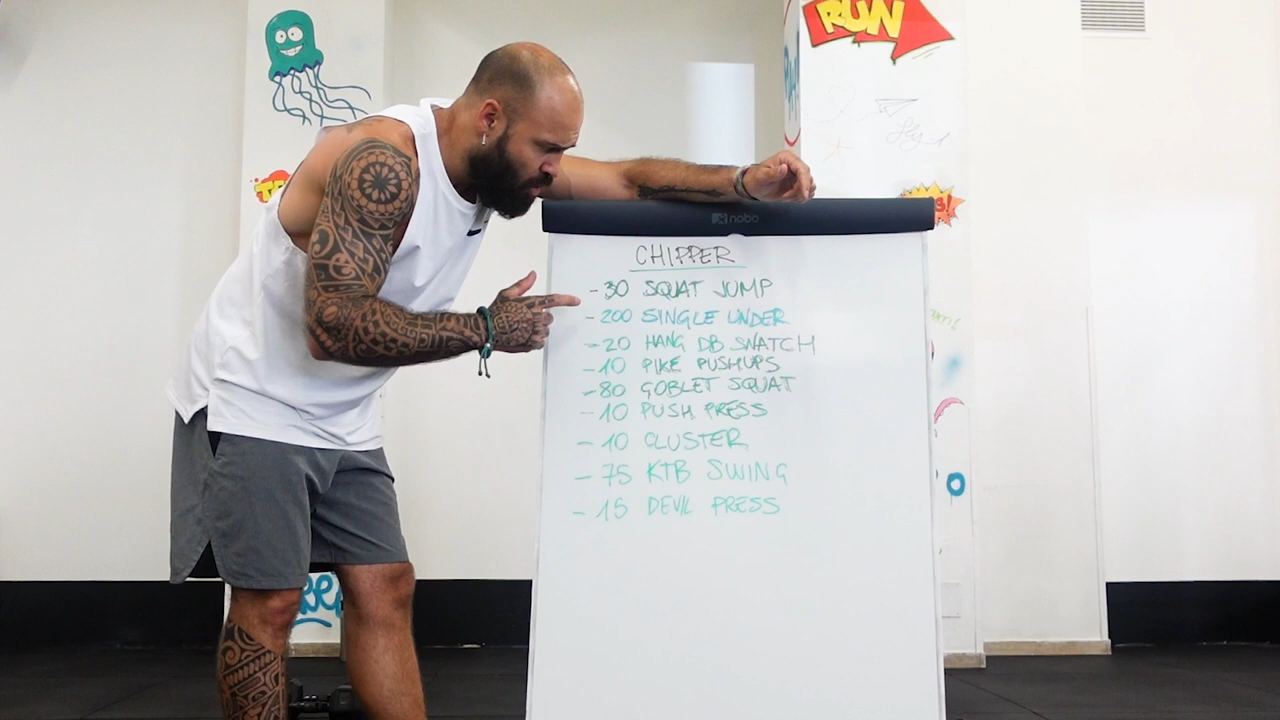 RUN
nobo
CHIPPER
- 30 SQUAT JUMP
- 200 SINGLE UNDER
- 20 HANG DB SNATCH
- 10 PIKE PUSHUPS
- 80 GOBLET SQUAT
- 10 PUSH PRESS
- 10 CLUSTER
- 75 KTB SWING
- 15 DEVIL PRESS